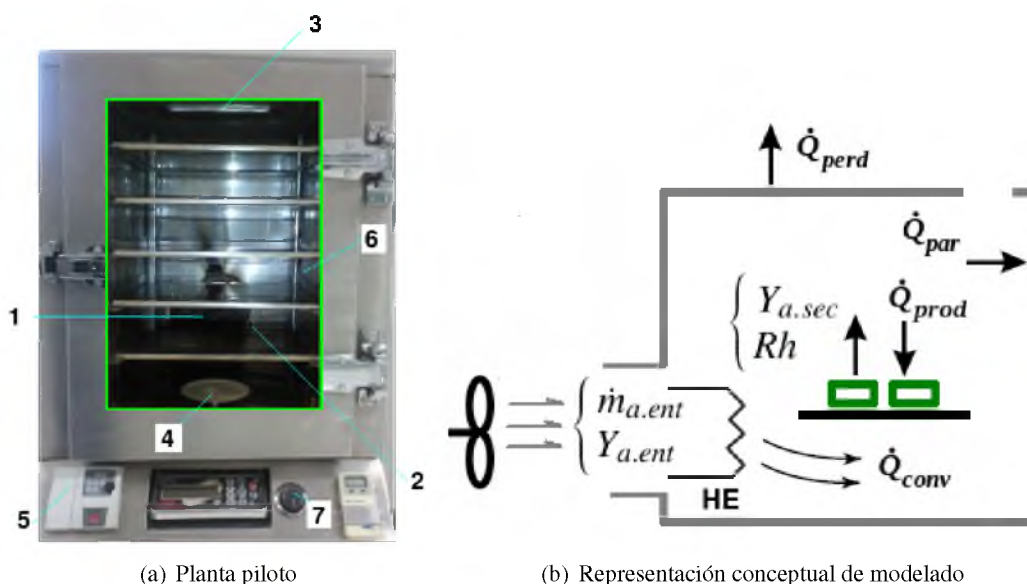 3
6
1
4
2
5
7
Q̇perd
Q̇par
Ya.sec
Q̇prod
Rh
ṁa.ent
Ya.ent
Q̇conv
HE
(a) Planta piloto
(b) Representación conceptual de modelado